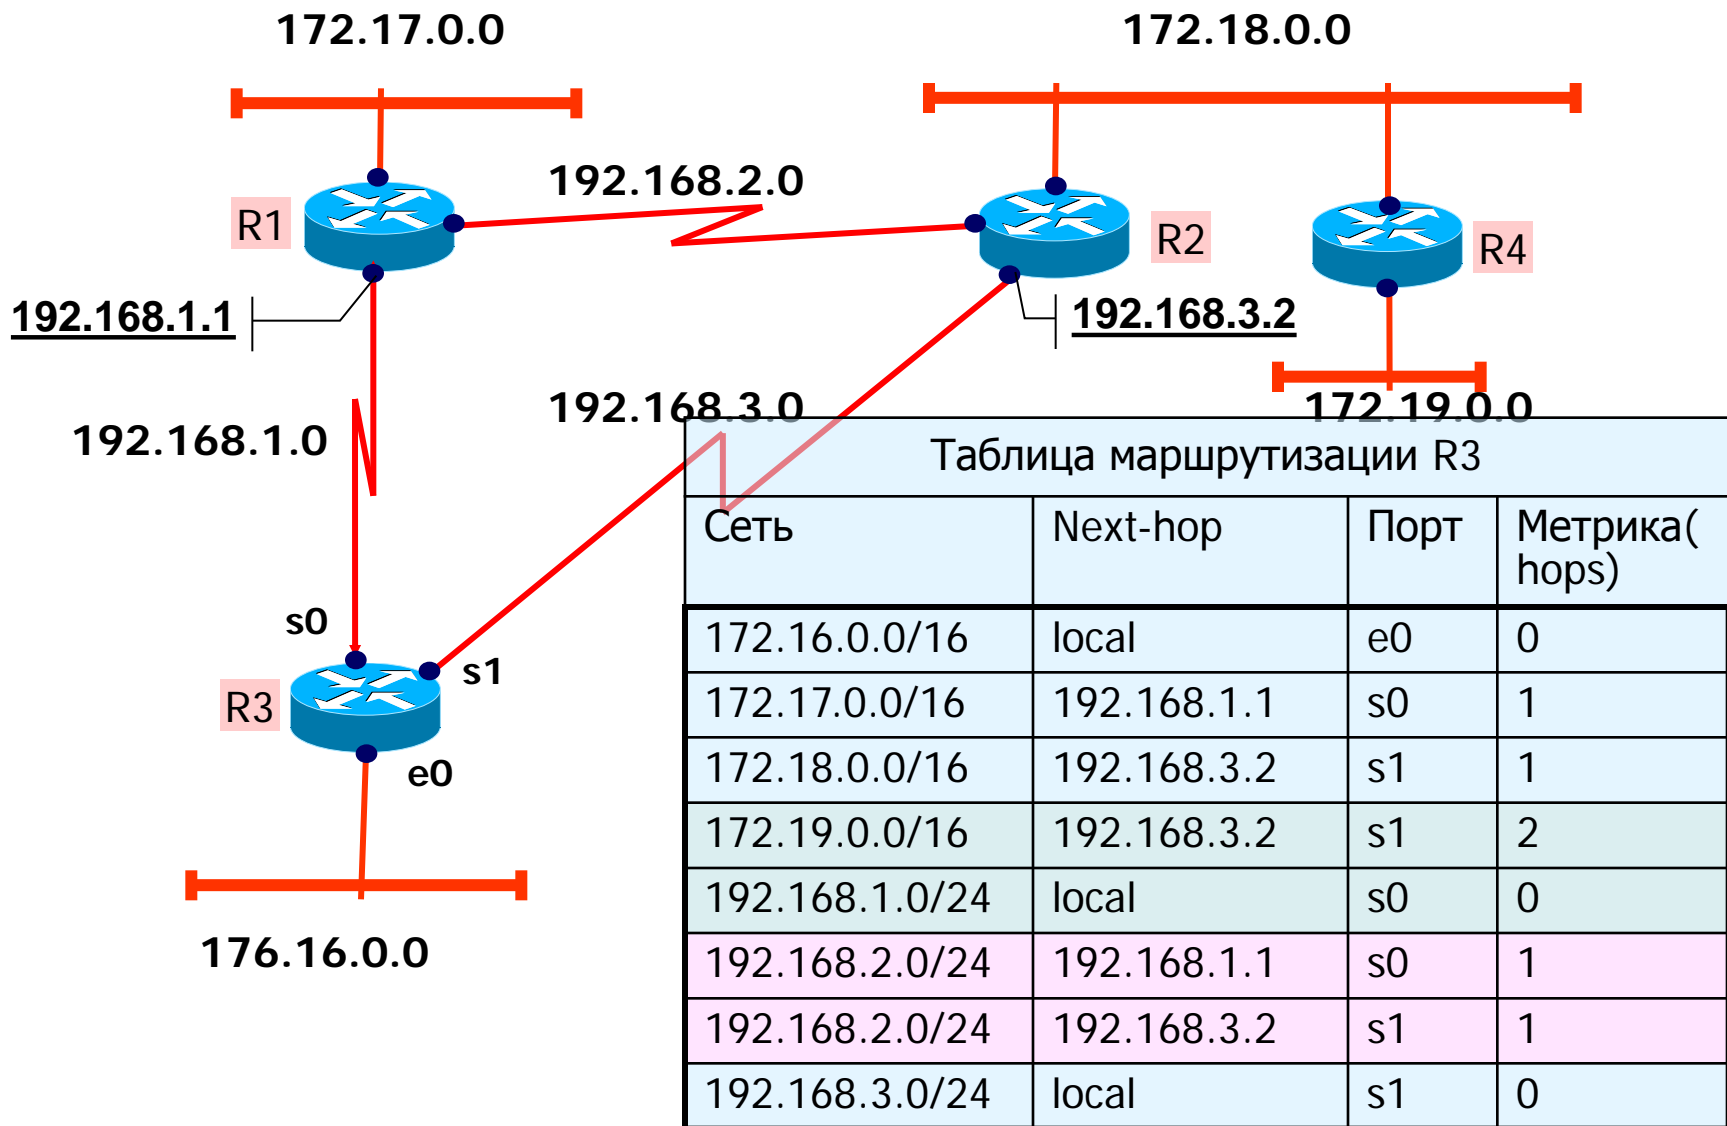 172.17.0.0
172.18.0.0
192.168.2.0
R1
R2
R4
192.168.1.1
192.168.3.2
192.168.3.0
172.19.0.0
192.168.1.0
s0
s1
R3
e0
176.16.0.0
Таблица маршрутизации R3
Сеть Next-hop Порт Метрика(
hops)
172.16.0.0/16 local e0 0
172.17.0.0/16 192.168.1.1 s0 1
172.18.0.0/16 192.168.3.2 s1 1
172.19.0.0/16 192.168.3.2 s1 2
192.168.1.0/24 local s0 0
192.168.2.0/24 192.168.1.1 s0 1
192.168.2.0/24 192.168.3.2 s1 1
192.168.3.0/24 local s1 0